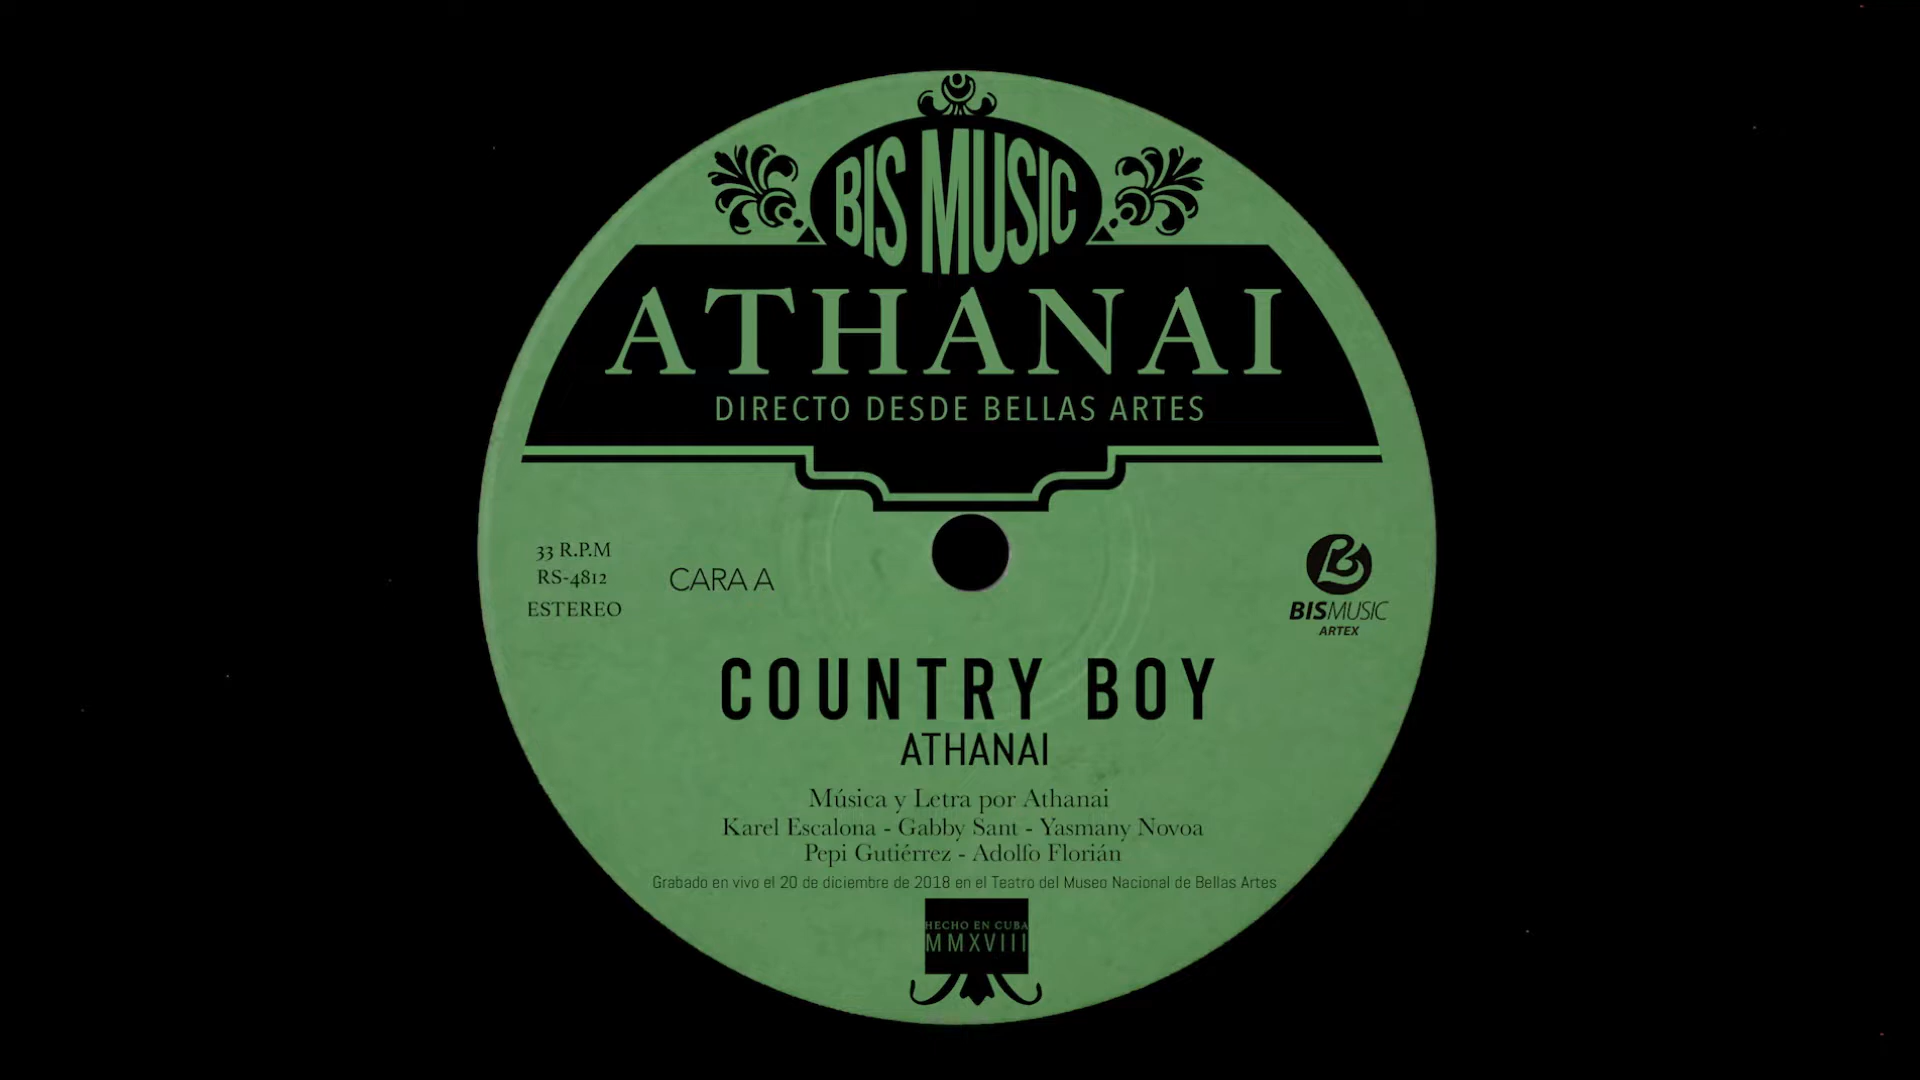 BIS MUSIC
ATHANAI
DIRECTO DESDE BELLAS ARTES
33 R.P.M
RS-4812
ESTEREO
CARA A
BISMUSIC
ARTEX
COUNTRY BOY
ATHANAI
Música y Letra por Athanai
Karel Escalona - Gabby Sant - Yasmany Novoa
Pepi Gutiérrez - Adolfo Florián
Grabado en vivo el 20 de diciembre de 2018 en el Teatro del Museo Nacional de Bellas Artes
HECHO EN CUBA
MMXVIII